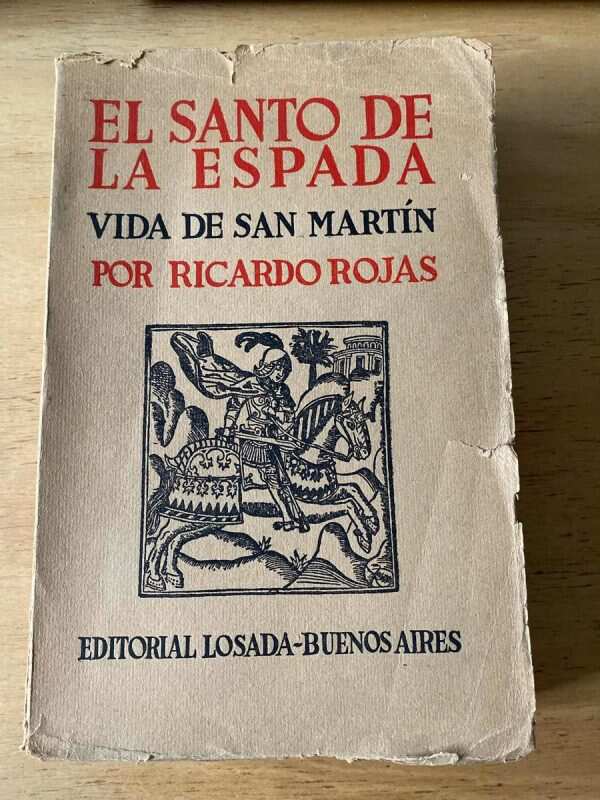 EL SANTO DE
LA ESPADA
VIDA DE SAN MARTÍN
POR RICARDO ROJAS
EDITORIAL LOSADA-BUENOS AIRES